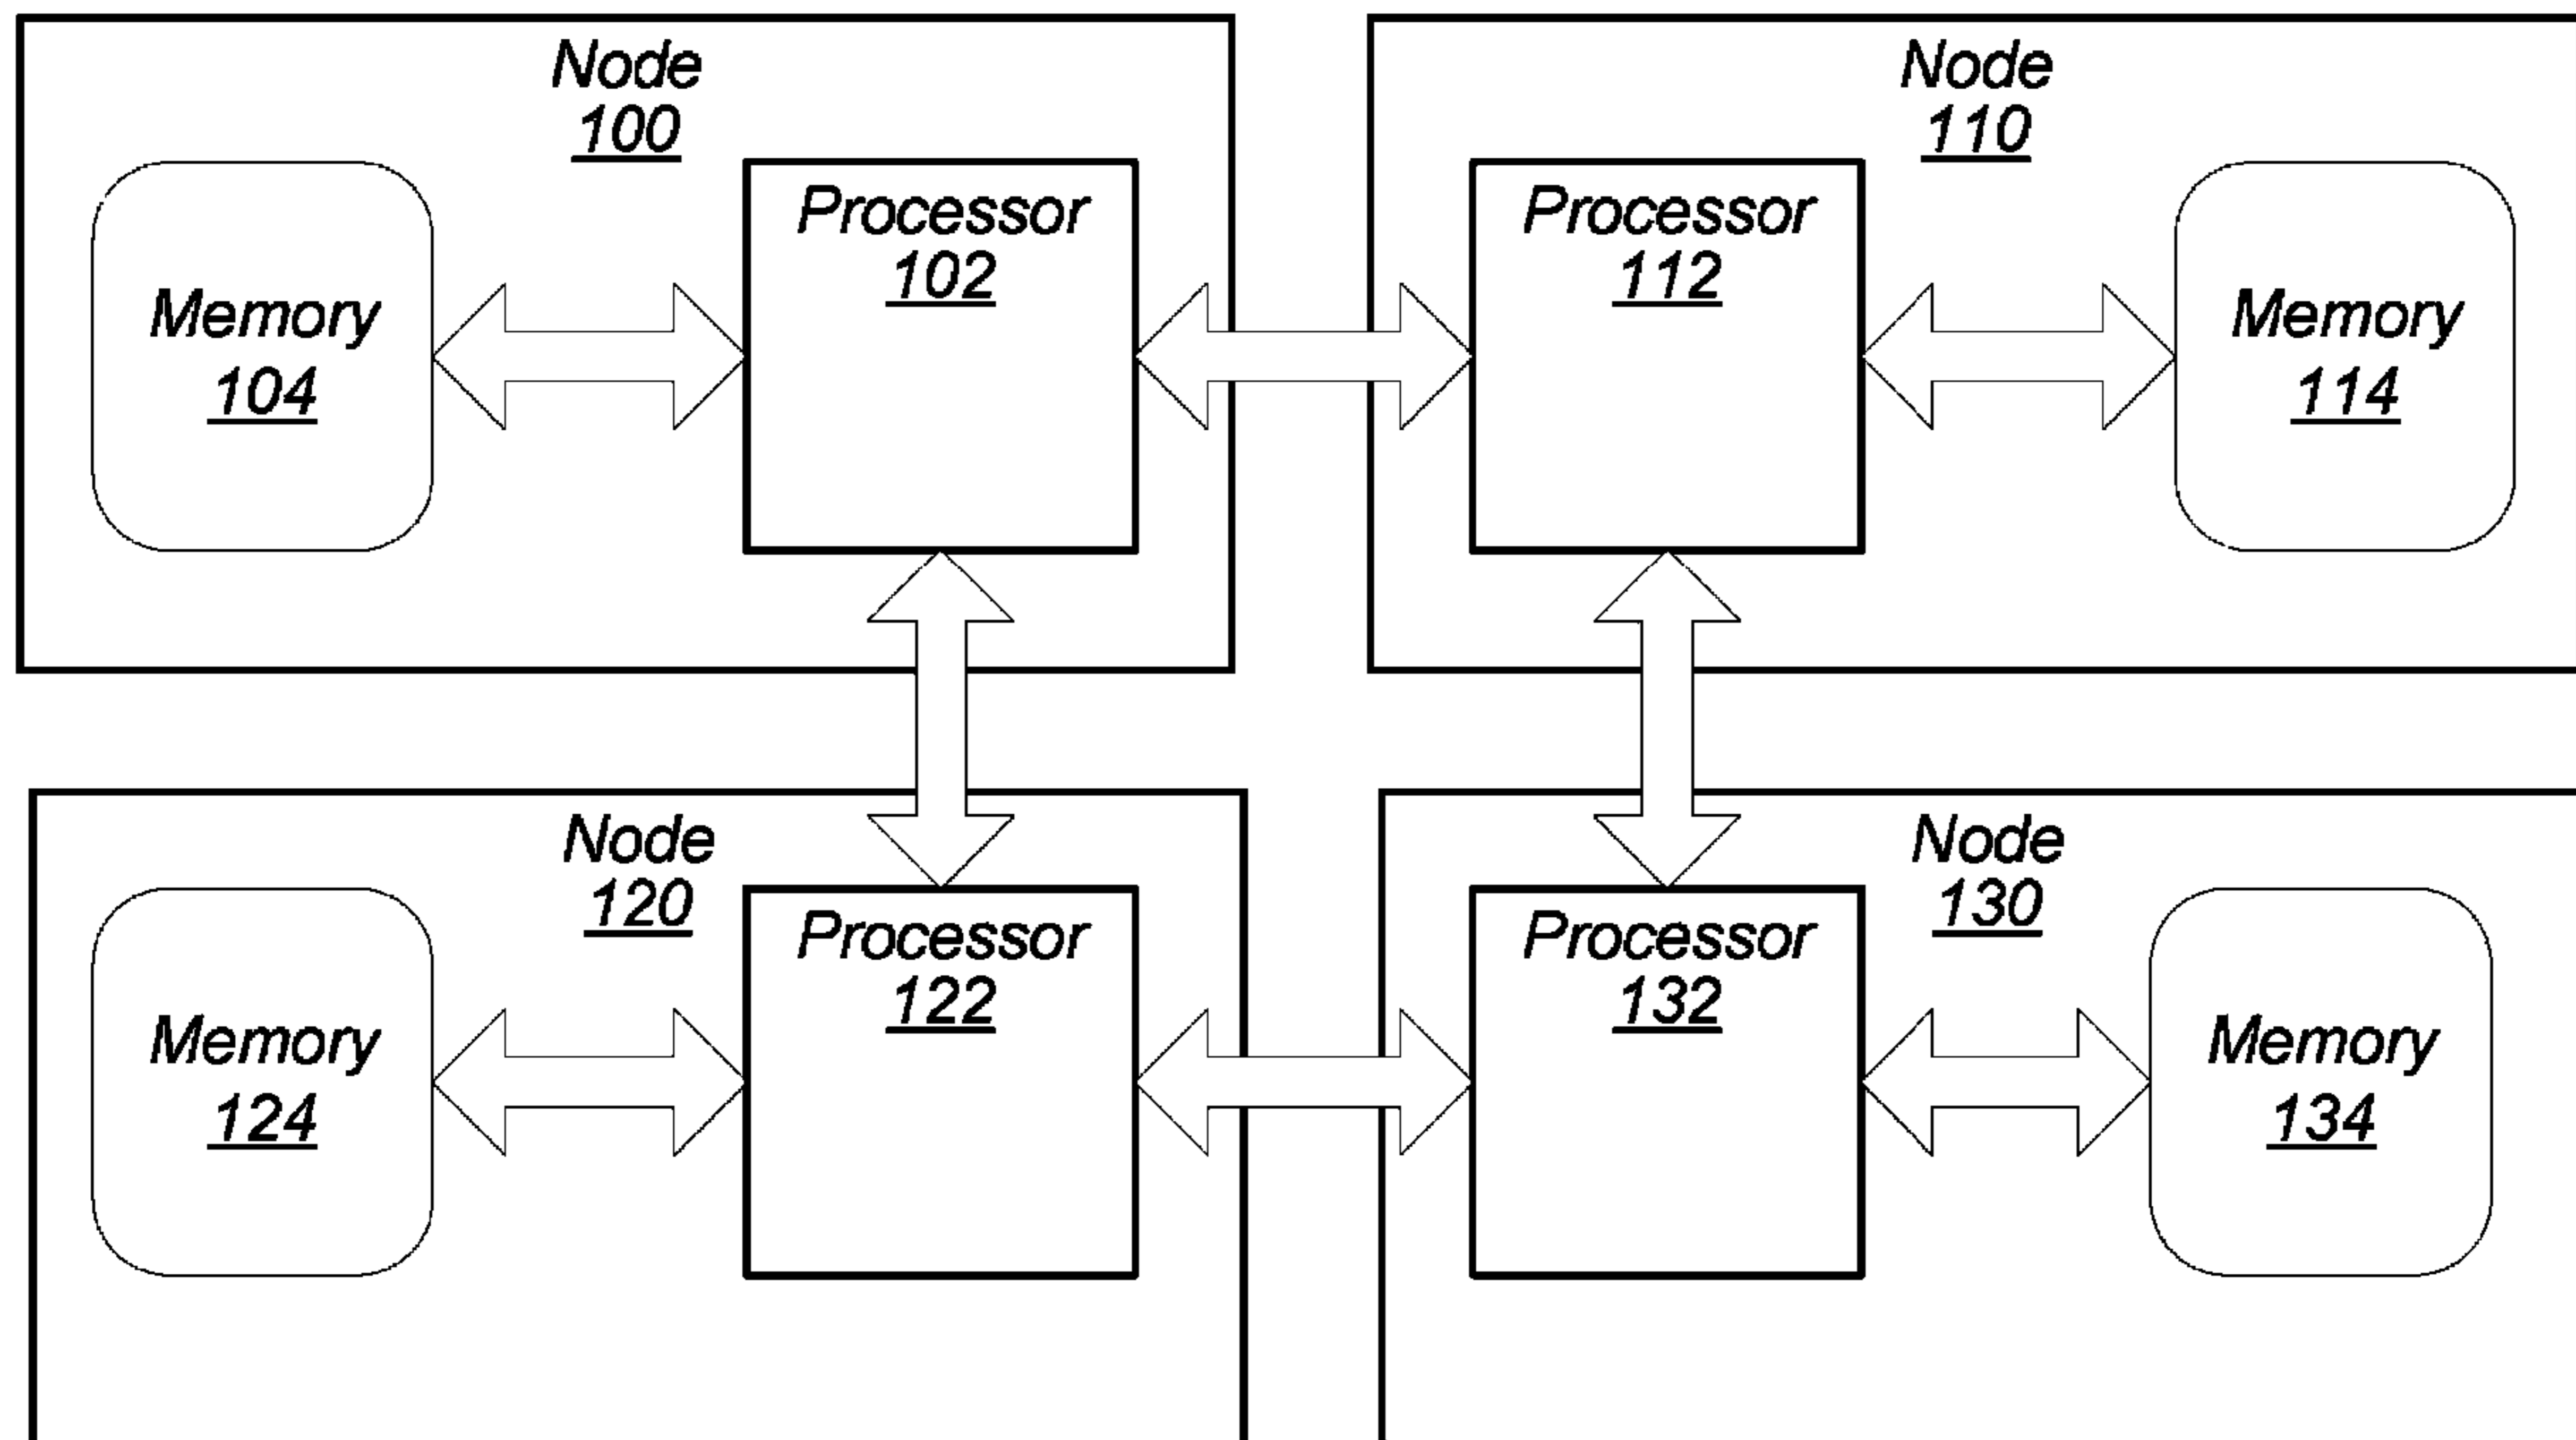 Node
100
Memory
104
Processor
102
Node
110
Processor
112
Memory
114
Node
120
Memory
124
Processor
122
Node
130
Processor
132
Memory
134